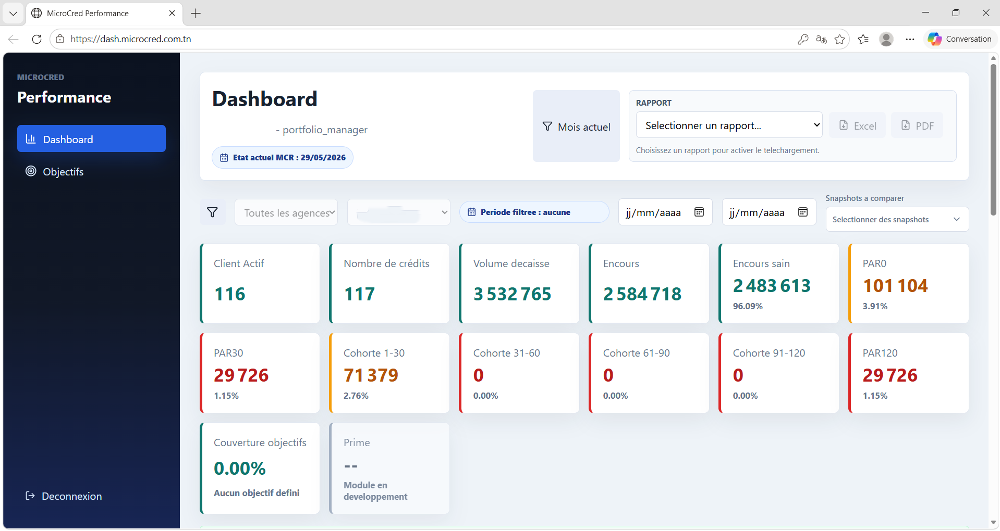 MicroCred Performance
https://dash.microcred.com.tn
Conversation
MICROCRED
Performance
Dashboard
Objectifs
Deconnexion
Dashboard
- portfolio_manager
Etat actuel MCR : 29/05/2026
Mois actuel
RAPPORT
Selectionner un rapport...
Excel
PDF
Choisissez un rapport pour activer le telechargement.
Toutes les agences
Periode filtree : aucune
jj/mm/aaaa
jj/mm/aaaa
Snapshots a comparer
Selectionner des snapshots
Client Actif
116
Nombre de crédits
117
Volume decaisse
3 532 765
Encours
2 584 718
Encours sain
2 483 613
96.09%
PAR0
101 104
3.91%
PAR30
29 726
1.15%
Cohorte 1-30
71 379
2.76%
Cohorte 31-60
0
0.00%
Cohorte 61-90
0
0.00%
Cohorte 91-120
0
0.00%
PAR120
29 726
1.15%
Couverture objectifs
0.00%
Aucun objectif defini
Prime
--
Module en
developpement